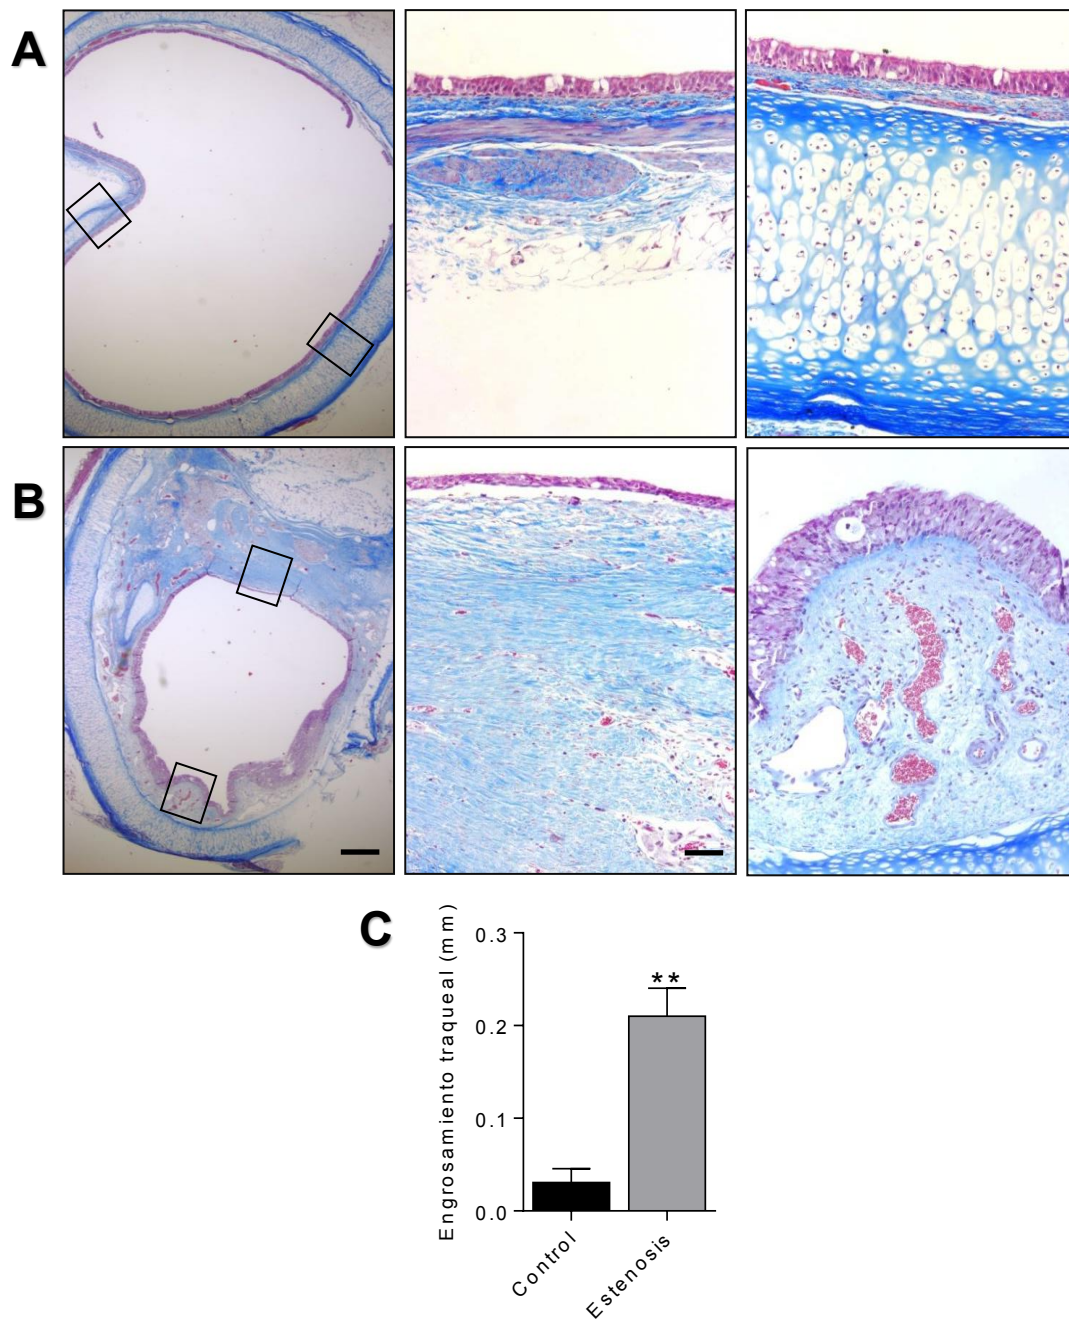 A
B
C
Engrosamiento traqueal (mm)
0.3
0.2
0.1
0.0
**
Control
Estenosis